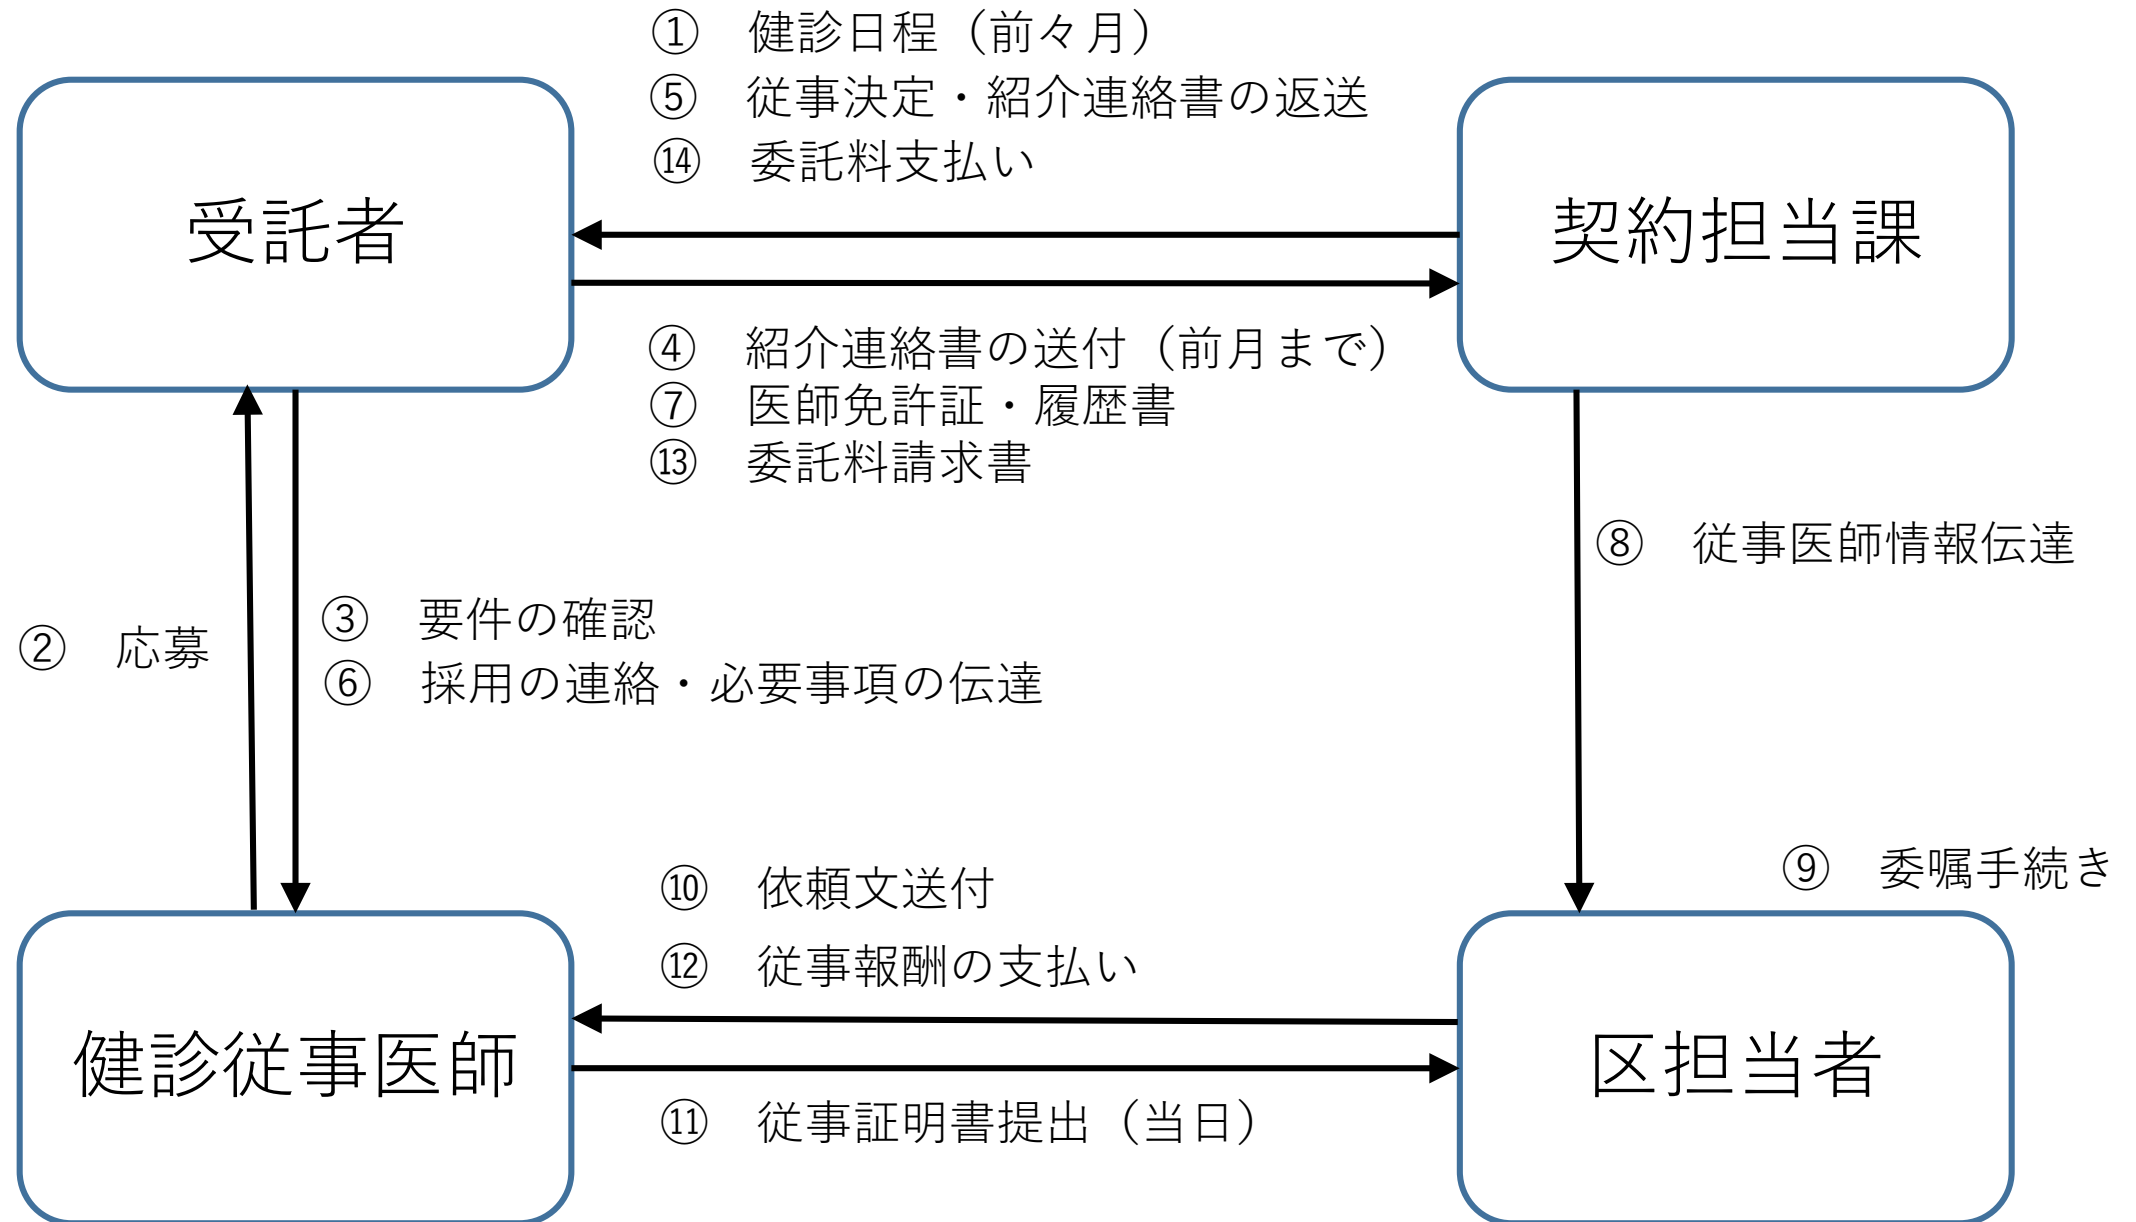 ①　健診日程（前々月）
⑤　従事決定・紹介連絡書の返送
⑭　委託料支払い
受託者
契約担当課
④　紹介連絡書の送付（前月まで）
⑦　医師免許証・履歴書
⑬　委託料請求書
⑧　従事医師情報伝達
②　応募
③　要件の確認
⑥　採用の連絡・必要事項の伝達
⑨　委嘱手続き
⑩　依頼文送付
⑫　従事報酬の支払い
健診従事医師
区担当者
⑪　従事証明書提出（当日）